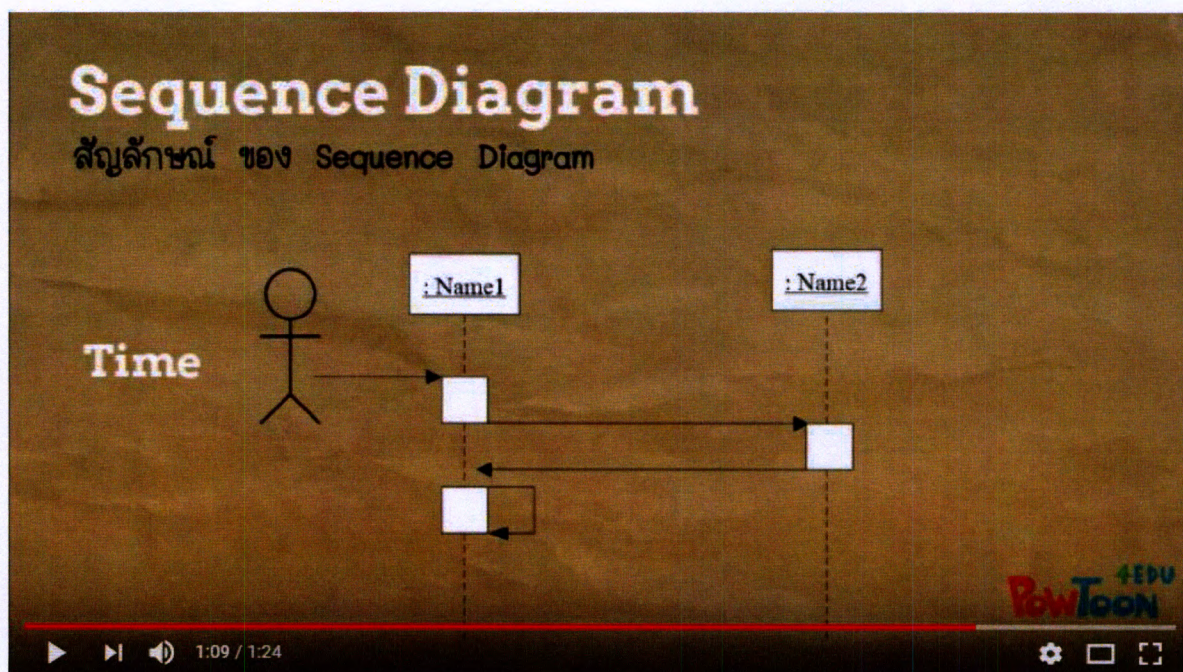 Sequence Diagram
สัญลักษณ์ ของ Sequence Diagram
: Name1
: Name2
Time
4EDU
POWTOON
1:09 / 1:24